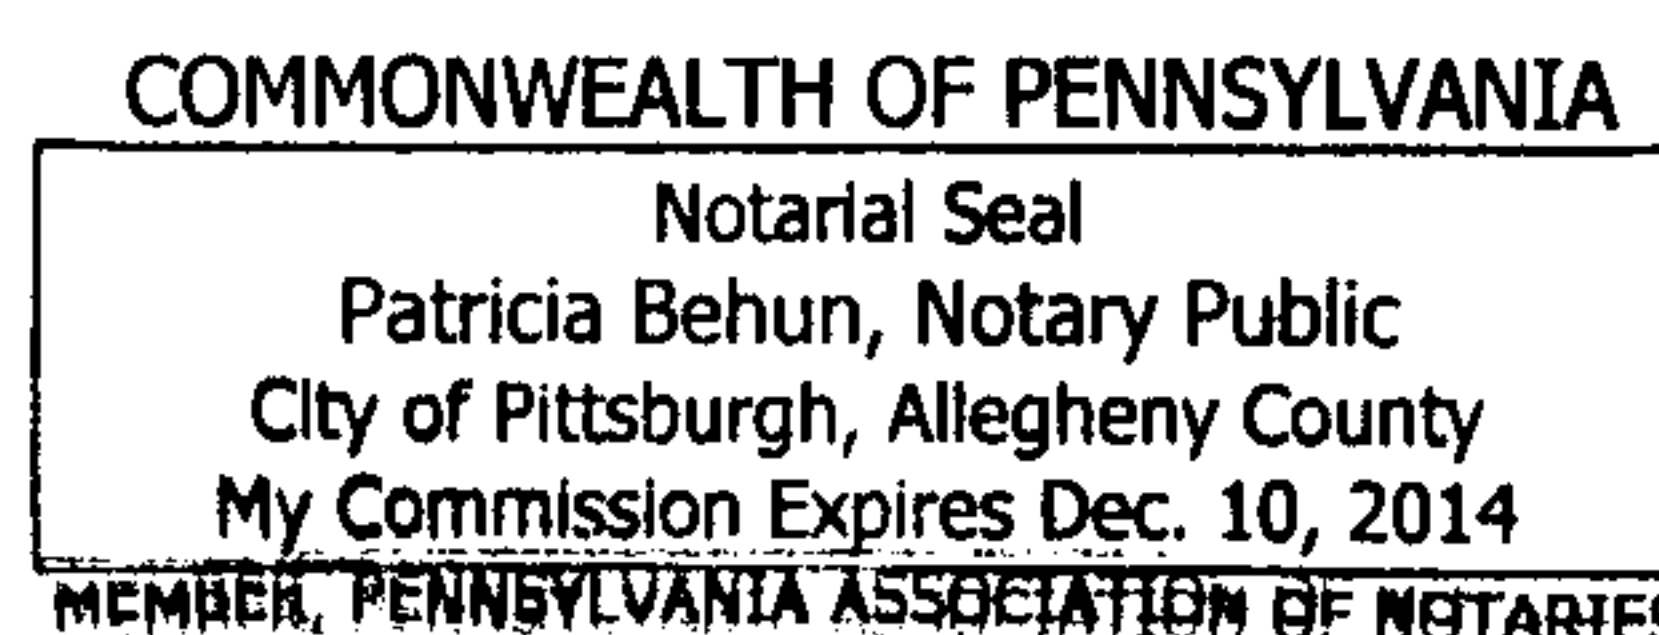 COMMONWEALTH OF PENNSYLVANIA
Notarial Seal
Patricia Behun, Notary Public
City of Pittsburgh, Allegheny County
My Commission Expires Dec. 10, 2014
MEMBER, PENNSYLVANIA ASSOCIATION OF NOTARIES